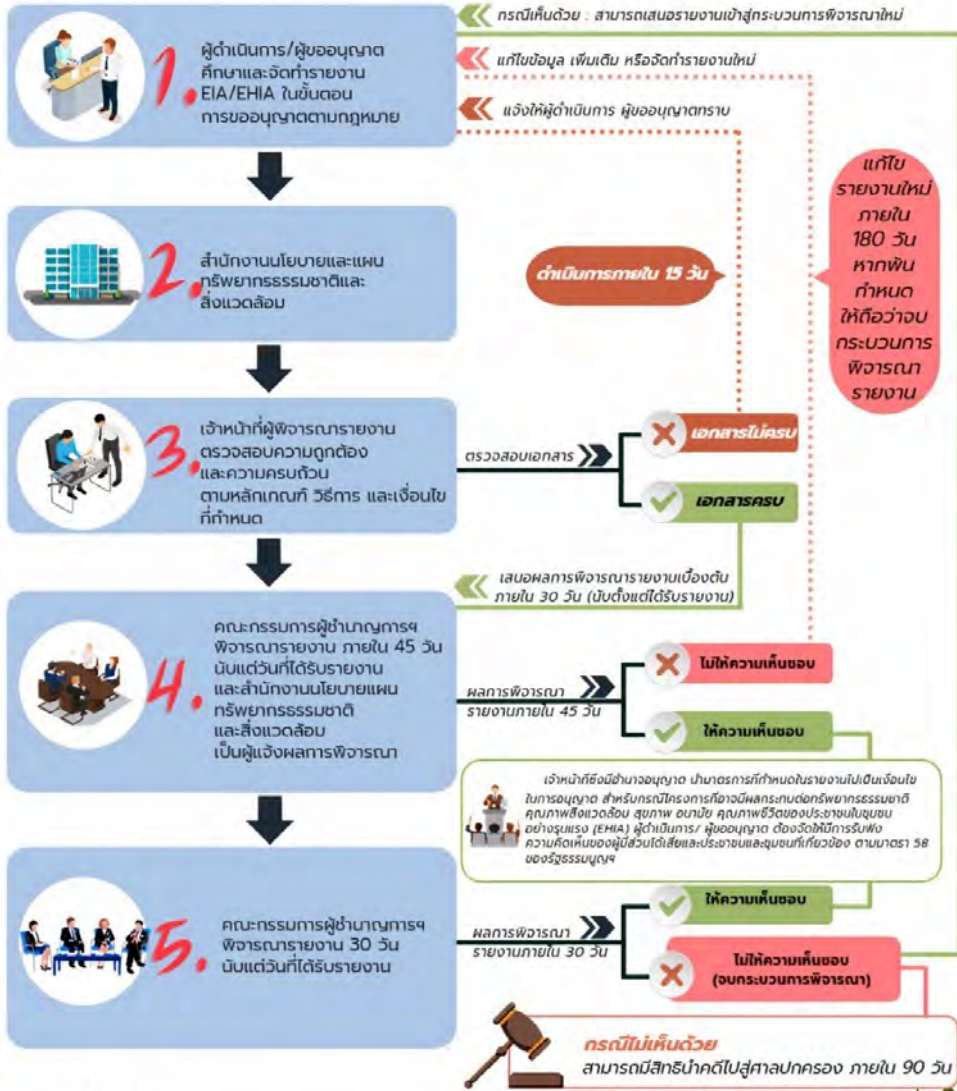 กรณีเห็นด้วย : สามารถเสนอรายงานเข้าสู่กระบวนการพิจารณาใหม่
1.
ผู้ดำเนินการ/ผู้ขออนุญาต
ศึกษาและจัดทำรายงาน
EIA/EHIA ในขั้นตอน
การขออนุญาตตามกฎหมาย
แก้ไขข้อมูล เพิ่มเติม หรือจัดทำรายงานใหม่
แจ้งให้ผู้ดำเนินการ ผู้ขออนุญาตทราบ
แก้ไข
รายงานใหม่
ภายใน
180 วัน
หากพ้น
กำหนด
ให้ถือว่าจบ
กระบวนการ
พิจารณา
รายงาน
2.
สำนักงานนโยบายและแผน
ทรัพยากรธรรมชาติและ
สิ่งแวดล้อม
ดำเนินการภายใน 15 วัน
3.
เจ้าหน้าที่ผู้พิจารณารายงาน
ตรวจสอบความถูกต้อง
และความครบถ้วน
ตามหลักเกณฑ์ วิธีการ และเงื่อนไข
ที่กำหนด
ตรวจสอบเอกสาร
เอกสารไม่ครบ
เอกสารครบ
เสนอผลการพิจารณารายงานเบื้องต้น
ภายใน 30 วัน (นับตั้งแต่ได้รับรายงาน)
4.
คณะกรรมการผู้ชำนาญการฯ
พิจารณารายงาน ภายใน 45 วัน
นับแต่วันที่ได้รับรายงาน
และสำนักงานนโยบายแผน
ทรัพยากรธรรมชาติ
และสิ่งแวดล้อม
เป็นผู้แจ้งผลการพิจารณา
ผลการพิจารณา
รายงานภายใน 45 วัน
ไม่ให้ความเห็นชอบ
ให้ความเห็นชอบ
เจ้าหน้าที่ซึ่งมีอำนาจอนุญาต นำมาตรการที่กำหนดในรายงานไปเป็นเงื่อนไข
ในการอนุญาต สำหรับกรณีโครงการที่อาจมีผลกระทบต่อทรัพยากรธรรมชาติ
คุณภาพสิ่งแวดล้อม สุขภาพ อนามัย คุณภาพชีวิตของประชาชนในชุมชน
อย่างรุนแรง (EHIA) ผู้ดำเนินการ/ ผู้ขออนุญาต ต้องจัดให้มีการรับฟัง
ความคิดเห็นของผู้มีส่วนได้เสียและประชาชนและชุมชนที่เกี่ยวข้อง ตามมาตรา 58
ของรัฐธรรมนูญฯ
5.
คณะกรรมการผู้ชำนาญการฯ
พิจารณารายงาน 30 วัน
นับแต่วันที่ได้รับรายงาน
ผลการพิจารณา
รายงานภายใน 30 วัน
ให้ความเห็นชอบ
ไม่ให้ความเห็นชอบ
(จบกระบวนการพิจารณา)
กรณีไม่เห็นด้วย
สามารถมีสิทธินำคดีไปสู่ศาลปกครอง ภายใน 90 วัน